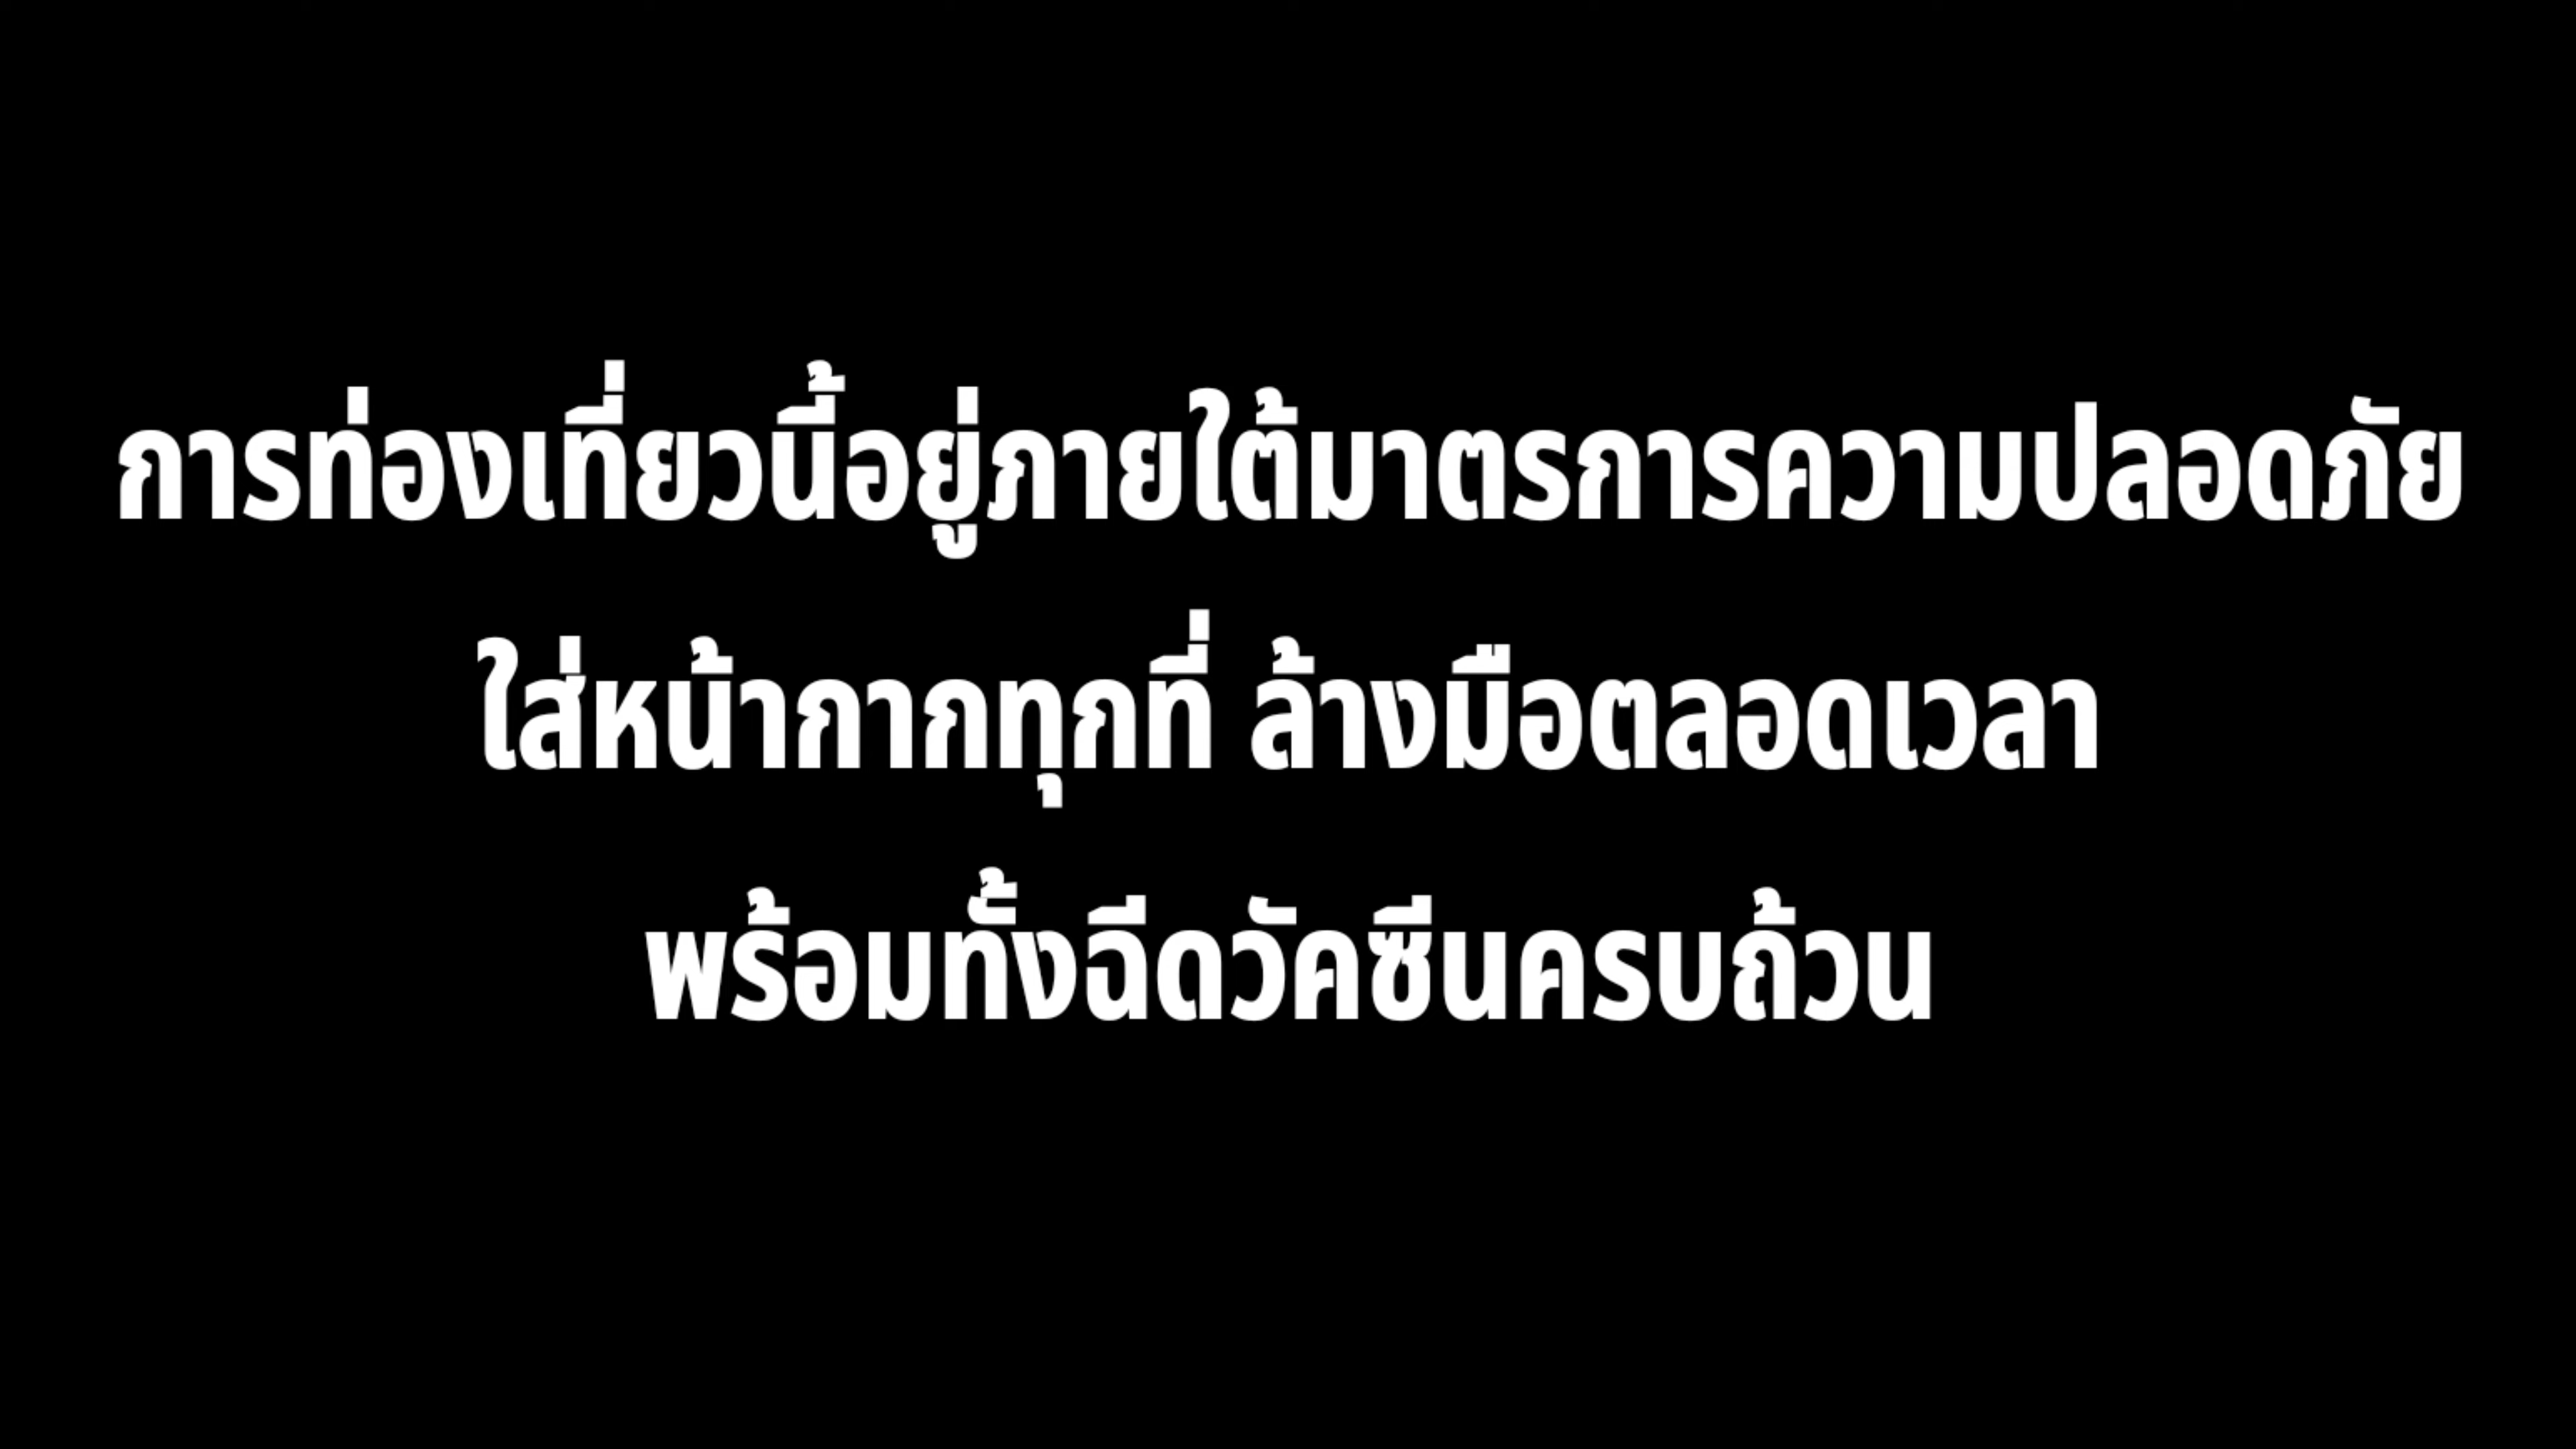 การท่องเที่ยวนี้อยู่ภายใต้มาตรการความปลอดภัย
ใส่หน้ากากทุกที่ ล้างมือตลอดเวลา
พร้อมทั้งฉีดวัคซีนครบถ้วน